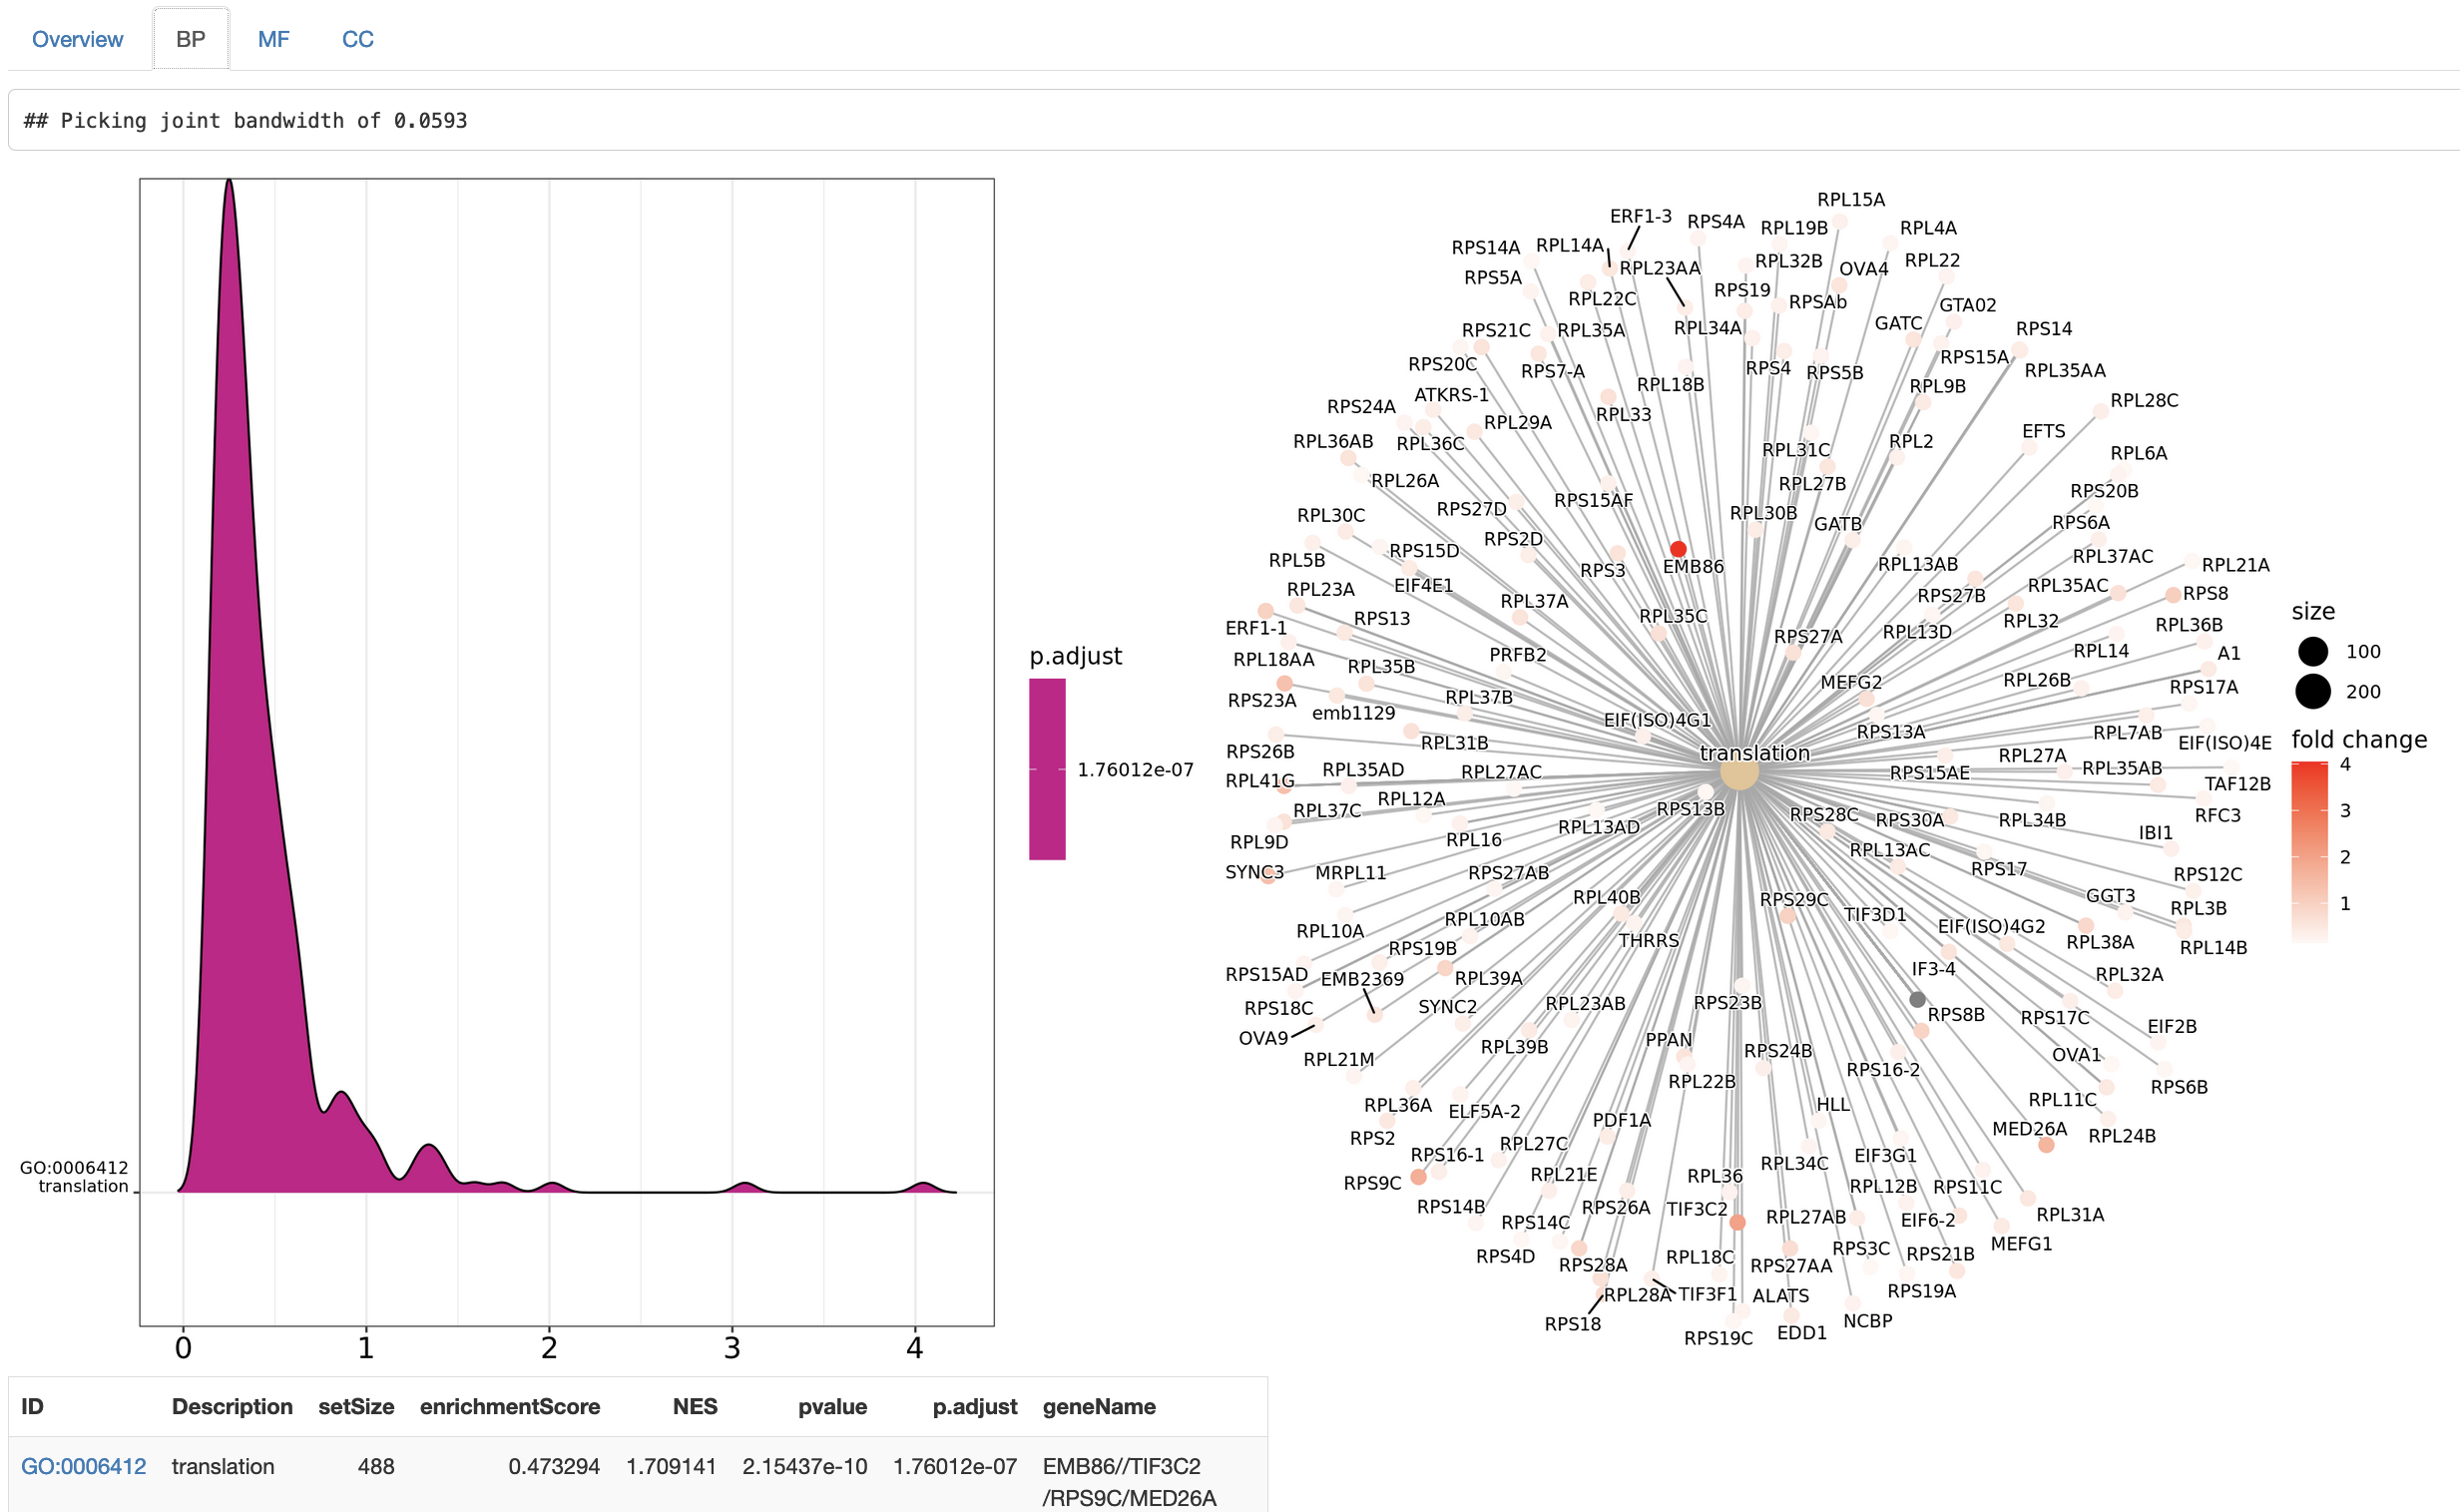 Overview BP MF CC
## Picking joint bandwidth of 0.0593
GO:0006412
translation
0 1 2 3 4
p.adjust
1.76012e-07
RPL15A
ERF1-3 RPS4A RPL19B RPL4A
RPS14A RPL14A RPL23AA RPL32B OVA4 RPL22
RPS5A RPL22C RPS19 RPSAb GTA02
RPS21C RPL35A RPL34A GATC RPS14
RPS20C RPS7-A RPL18B RPS4 RPS5B RPS15A RPL35AA
RPS24A ATKRS-1 RPL29A RPL33 RPL9B RPL28C
RPL36AB RPL36C RPL31C RPL2 EFTS RPL6A
RPL26A RPS27D RPS15AF RPL27B RPS20B
RPL30C RPS2D RPL30B GATB RPS6A
RPL5B RPS15D RPS3 EMB86 RPL13AB RPL37AC RPL21A
RPL23A EIF4E1 RPL37A RPS27B RPL35AC RPS8
ERF1-1 RPS13 RPL35C RPS27A RPL13D RPL32 RPL36B
RPL18AA RPL35B PRFB2 MEFG2 RPL14 A1
RPS23A emb1129 RPL37B EIF(ISO)4G1 RPL26B RPS17A
RPS26B RPL31B translation RPS13A RPL7AB EIF(ISO)4E
RPL41G RPL35AD RPL27AC RPS15AE RPL27A RPL35AB TAF12B
RPL37C RPL12A RPS13B RPS28C RPS30A RPL34B RFC3
RPL9D RPL16 RPL13AD RPL13AC RPS17 IBI1
SYNC3 MRPL11 RPS27AB RPL40B RPS29C TIF3D1 GGT3 RPS12C
RPL10A RPL10AB THRRS EIF(ISO)4G2 RPL38A RPL3B
RPS15AD EMB2369 RPS19B RPL39A IF3-4 RPL32A RPL14B
RPS18C SYNC2 RPL23AB RPS23B RPS8B RPS17C EIF2B
OVA9 RPL21M RPL39B PPAN RPS24B RPS16-2 OVA1
RPL36A ELF5A-2 RPL22B HLL RPL11C RPS6B
RPS2 RPS16-1 RPL27C PDF1A RPL34C EIF3G1 MED26A RPL24B
RPS9C RPL21E RPL36 RPL12B RPS11C
RPS14B RPS14C RPS26A TIF3C2 RPL27AB EIF6-2 RPL31A
RPS4D RPS28A RPL18C RPS27AA RPS3C RPS21B MEFG1
RPS18 RPL28A TIF3F1 ALATS RPS19A
RPS19C EDD1 NCBP
size
100
200
fold change
4
3
2
1
ID Description setSize enrichmentScore NES pvalue p.adjust geneName
GO:0006412 translation 488 0.473294 1.709141 2.15437e-10 1.76012e-07 EMB86//TIF3C2
/RPS9C/MED26A